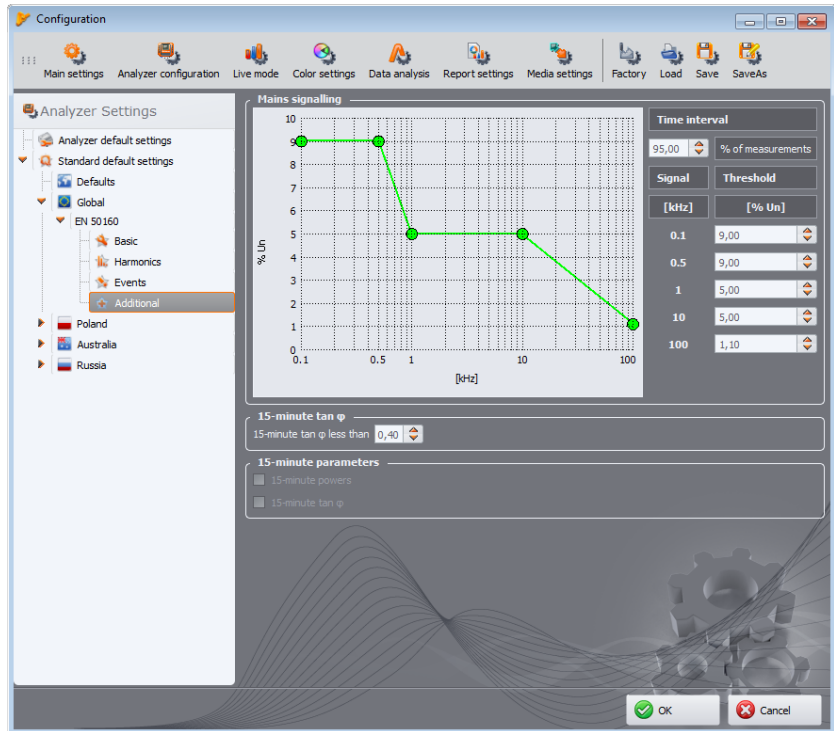 Configuration
Main settings Analyzer configuration Live mode Color settings Data analysis Report settings Media settings Factory Load Save SaveAs
Analyzer Settings
Analyzer default settings
Standard default settings
Defaults
Global
EN 50160
Basic
Harmonics
Events
Additional
Poland
Australia
Russia
Mains signalling
10
9
8
7
6
5
4
3
2
1
0
% Un
0.1 0.5 1 10 100
[kHz]
Time interval
95,00 % of measurements
Signal Threshold
[kHz] [% Un]
0.1 9,00
0.5 9,00
1 5,00
10 5,00
100 1,10
15-minute tan φ
15-minute tan φ less than 0,40
15-minute parameters
15-minute powers
15-minute tan φ
OK Cancel